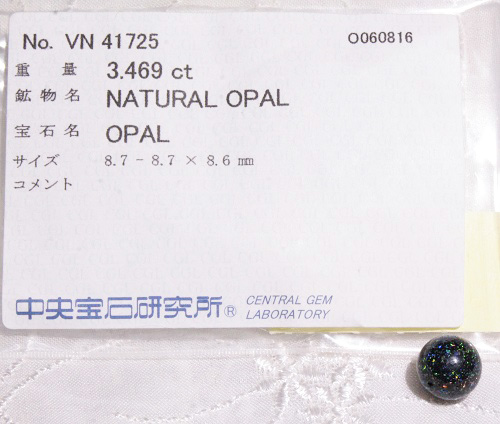 No. VN 41725 O060816
重量 3.469 ct
鉱物名 NATURAL OPAL
宝石名 OPAL
サイズ 8.7 - 8.7 × 8.6 mm
コメント
中央宝石研究所® CENTRAL GEM
LABORATORY